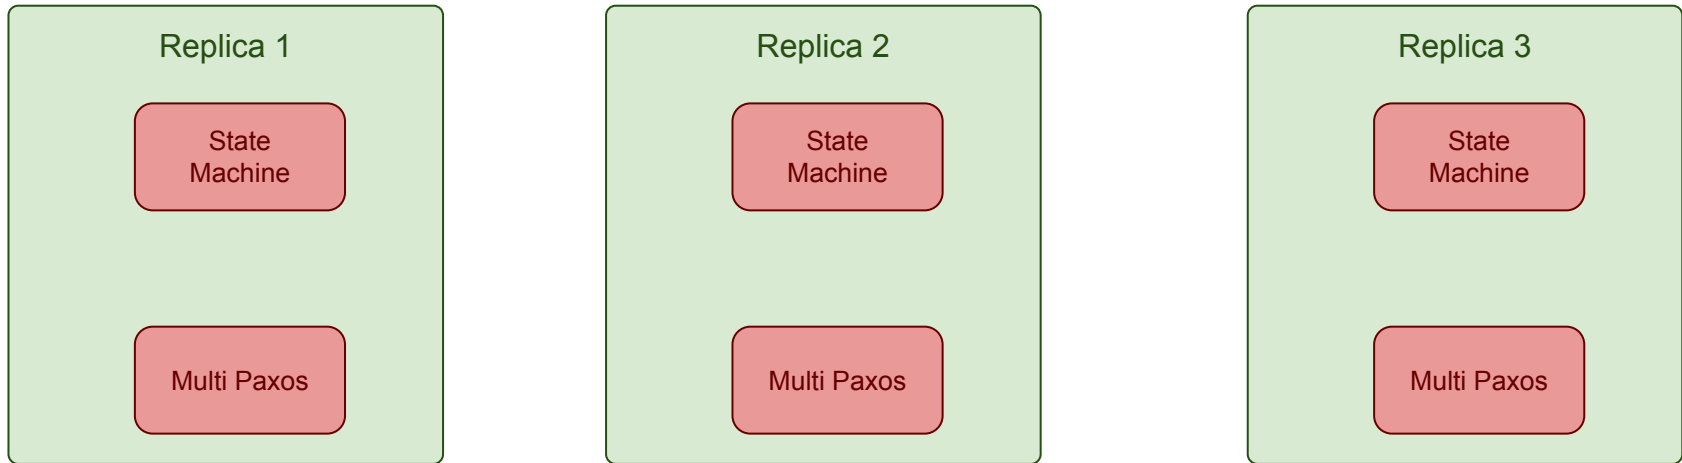 Replica 1
State
Machine
Multi Paxos
Replica 2
State
Machine
Multi Paxos
Replica 3
State
Machine
Multi Paxos